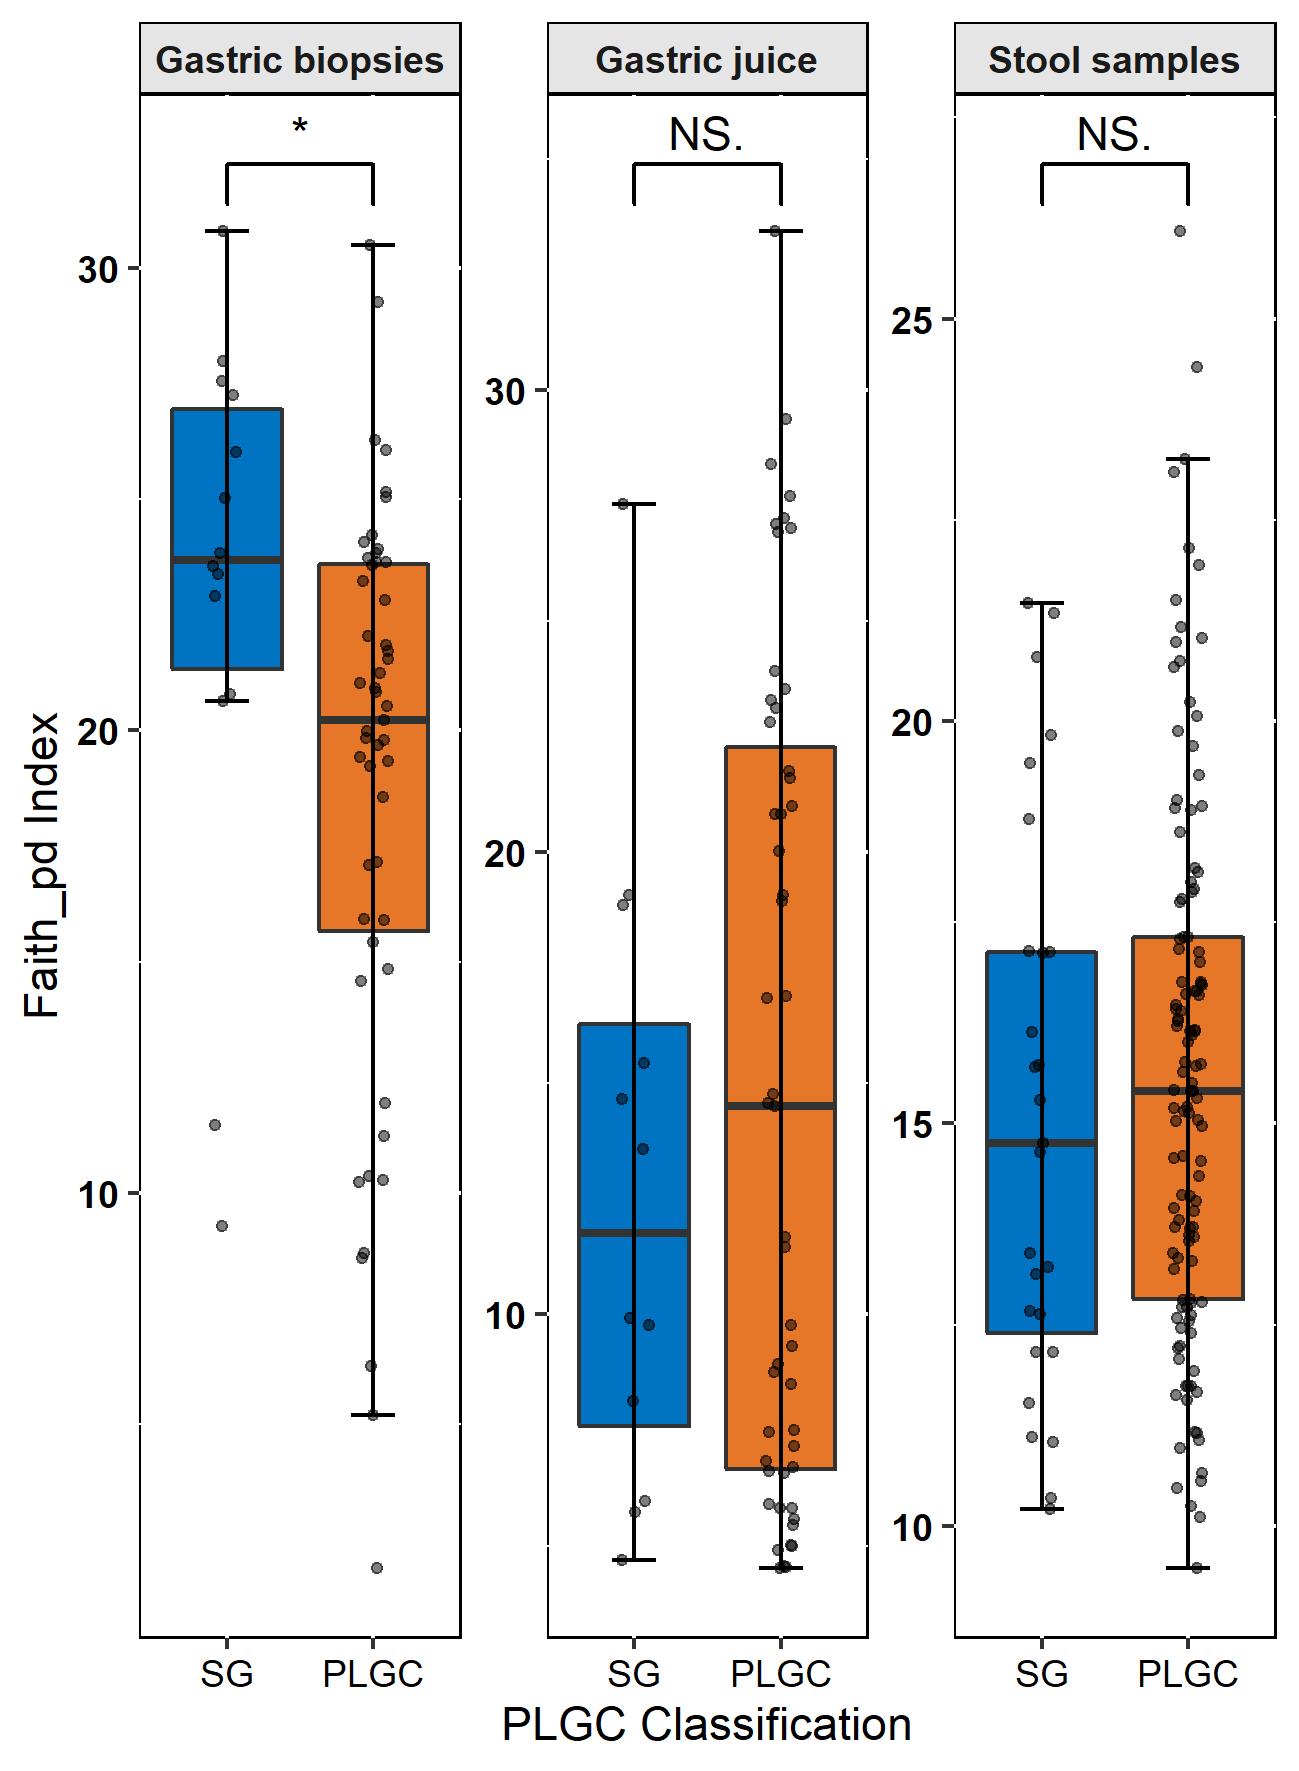 Gastric biopsies
Gastric juice
Stool samples
*
NS.
NS.
30
20
10
30
20
10
25
20
15
10
Faith_pd Index
SG PLGC
SG PLGC
SG PLGC
PLGC Classification